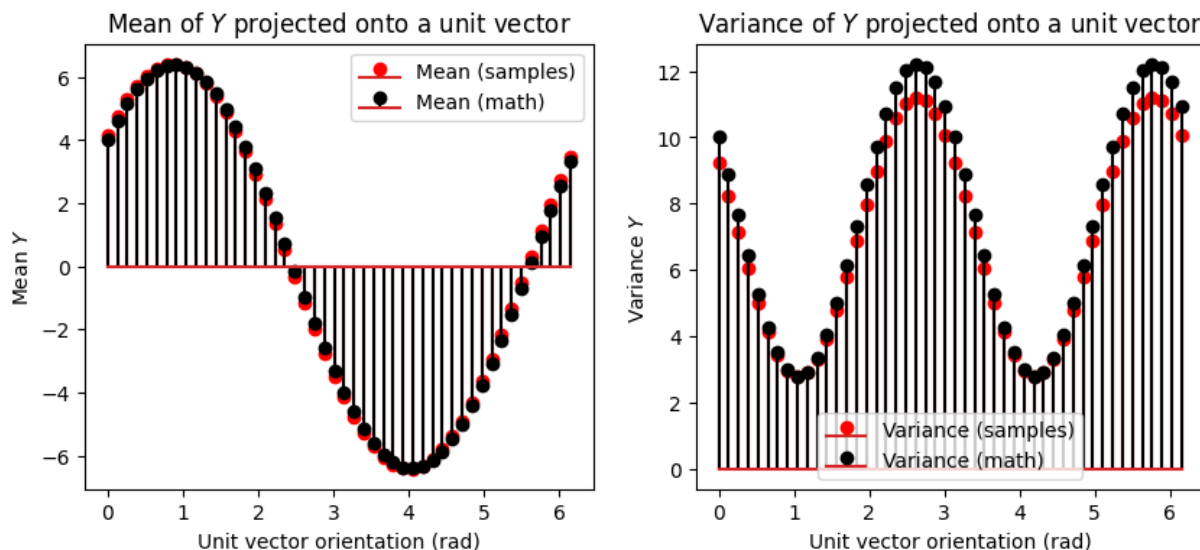 Mean of Y projected onto a unit vector
Mean (samples)
Mean (math)
6
4
2
0
−2
−4
−6
Mean Y
0 1 2 3 4 5 6
Unit vector orientation (rad)
Variance of Y projected onto a unit vector
12
10
8
6
4
2
0
Variance Y
Variance (samples)
Variance (math)
0 1 2 3 4 5 6
Unit vector orientation (rad)